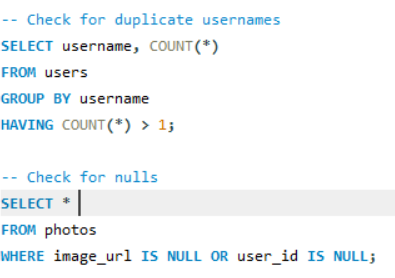 -- Check for duplicate usernames
SELECT username, COUNT(*)
FROM users
GROUP BY username
HAVING COUNT(*) > 1;
-- Check for nulls
SELECT *
FROM photos
WHERE image_url IS NULL OR user_id IS NULL;